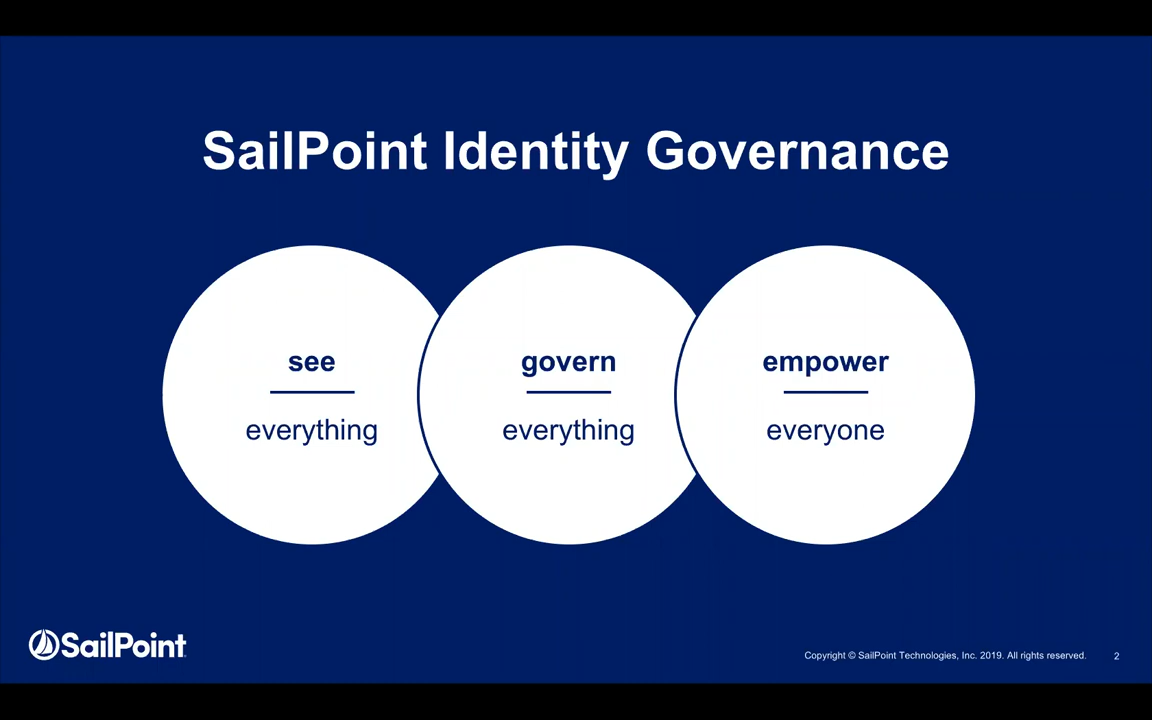 SailPoint Identity Governance
see
everything
govern
everything
empower
everyone
SailPoint
Copyright © SailPoint Technologies, Inc. 2019. All rights reserved.
2